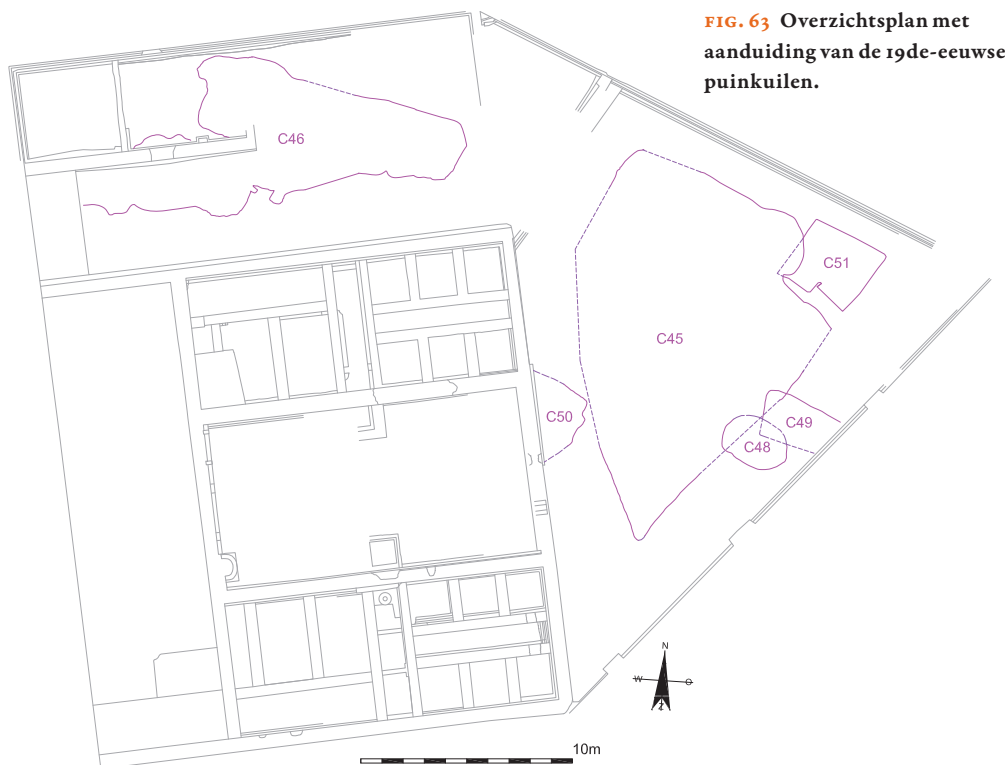 FIG. 63 Overzichtsplan met
aanduiding van de 19de-eeuwse
puinkuilen.
C46
C51
C45
C50
C49
C48
N
W O
Z
10m